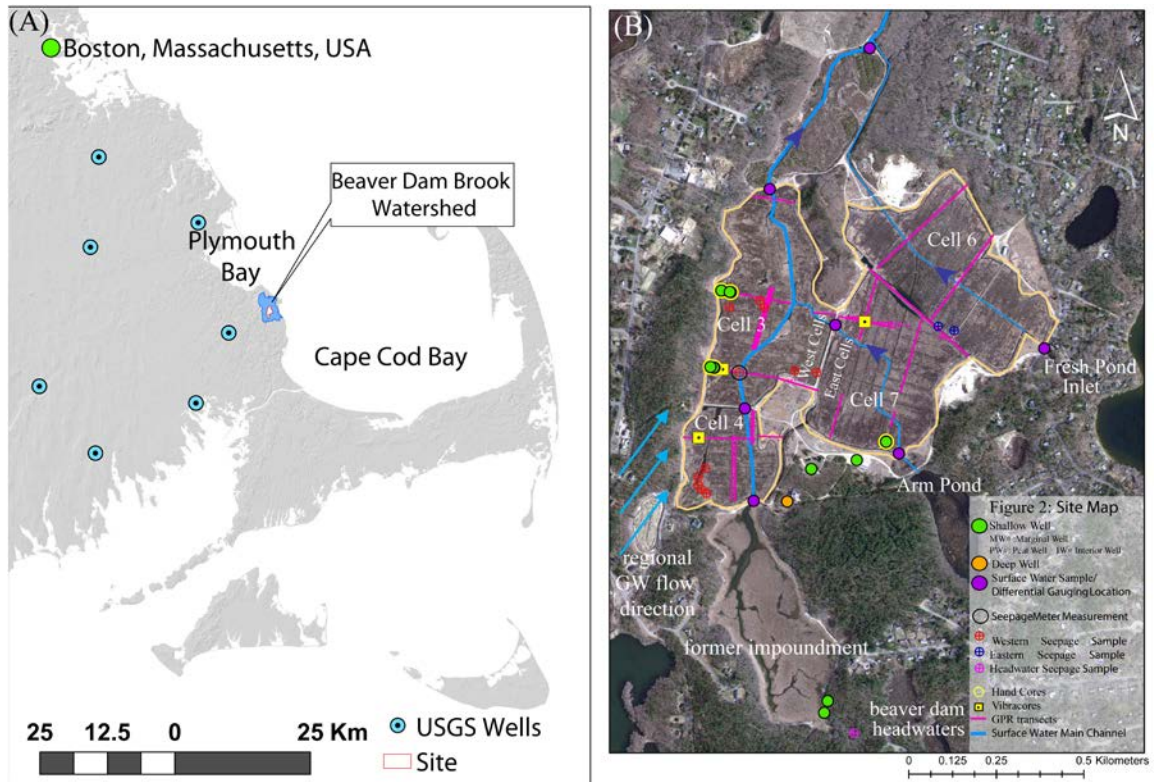 (A)
Boston, Massachusetts, USA
Beaver Dam Brook
Watershed
Plymouth
Bay
Cape Cod Bay
25 12.5 0 25 Km
USGS Wells
Site
(B)
N
Cell 6
Cell 3
West Cells
East Cells
Fresh Pond
Inlet
Cell 7
Cell 4
Arm Pond
regional
GW flow
direction
former impoundment
beaver dam
headwaters
Figure 2: Site Map
Shallow Well
MW# :Marginal Well
PW# : Peat Well IW# Interior Well
Deep Well
Surface Water Sample/
Differential Gauging Location
SeepageMeter Measurement
Western Seepage Sample
Eastern Seepage Sample
Headwater Seepage Sample
Hand Cores
Vibracores
GPR transects
Surface Water Main Channel
0 0.125 0.25 0.5 Kilometers